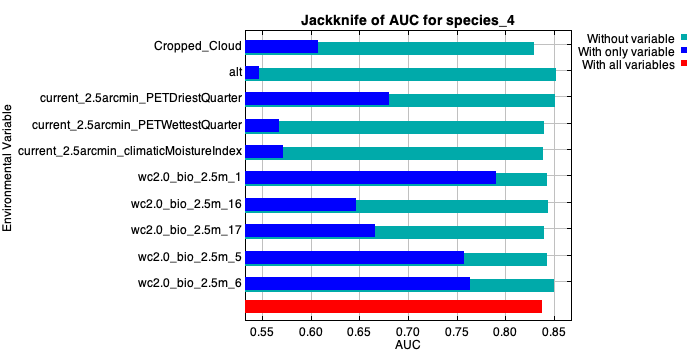 Jackknife of AUC for species_4
Without variable
With only variable
With all variables
Environmental Variable
Cropped_Cloud
alt
current_2.5arcmin_PETDriestQuarter
current_2.5arcmin_PETWettestQuarter
current_2.5arcmin_climaticMoistureIndex
wc2.0_bio_2.5m_1
wc2.0_bio_2.5m_16
wc2.0_bio_2.5m_17
wc2.0_bio_2.5m_5
wc2.0_bio_2.5m_6
0.55 0.60 0.65 0.70 0.75 0.80 0.85
AUC